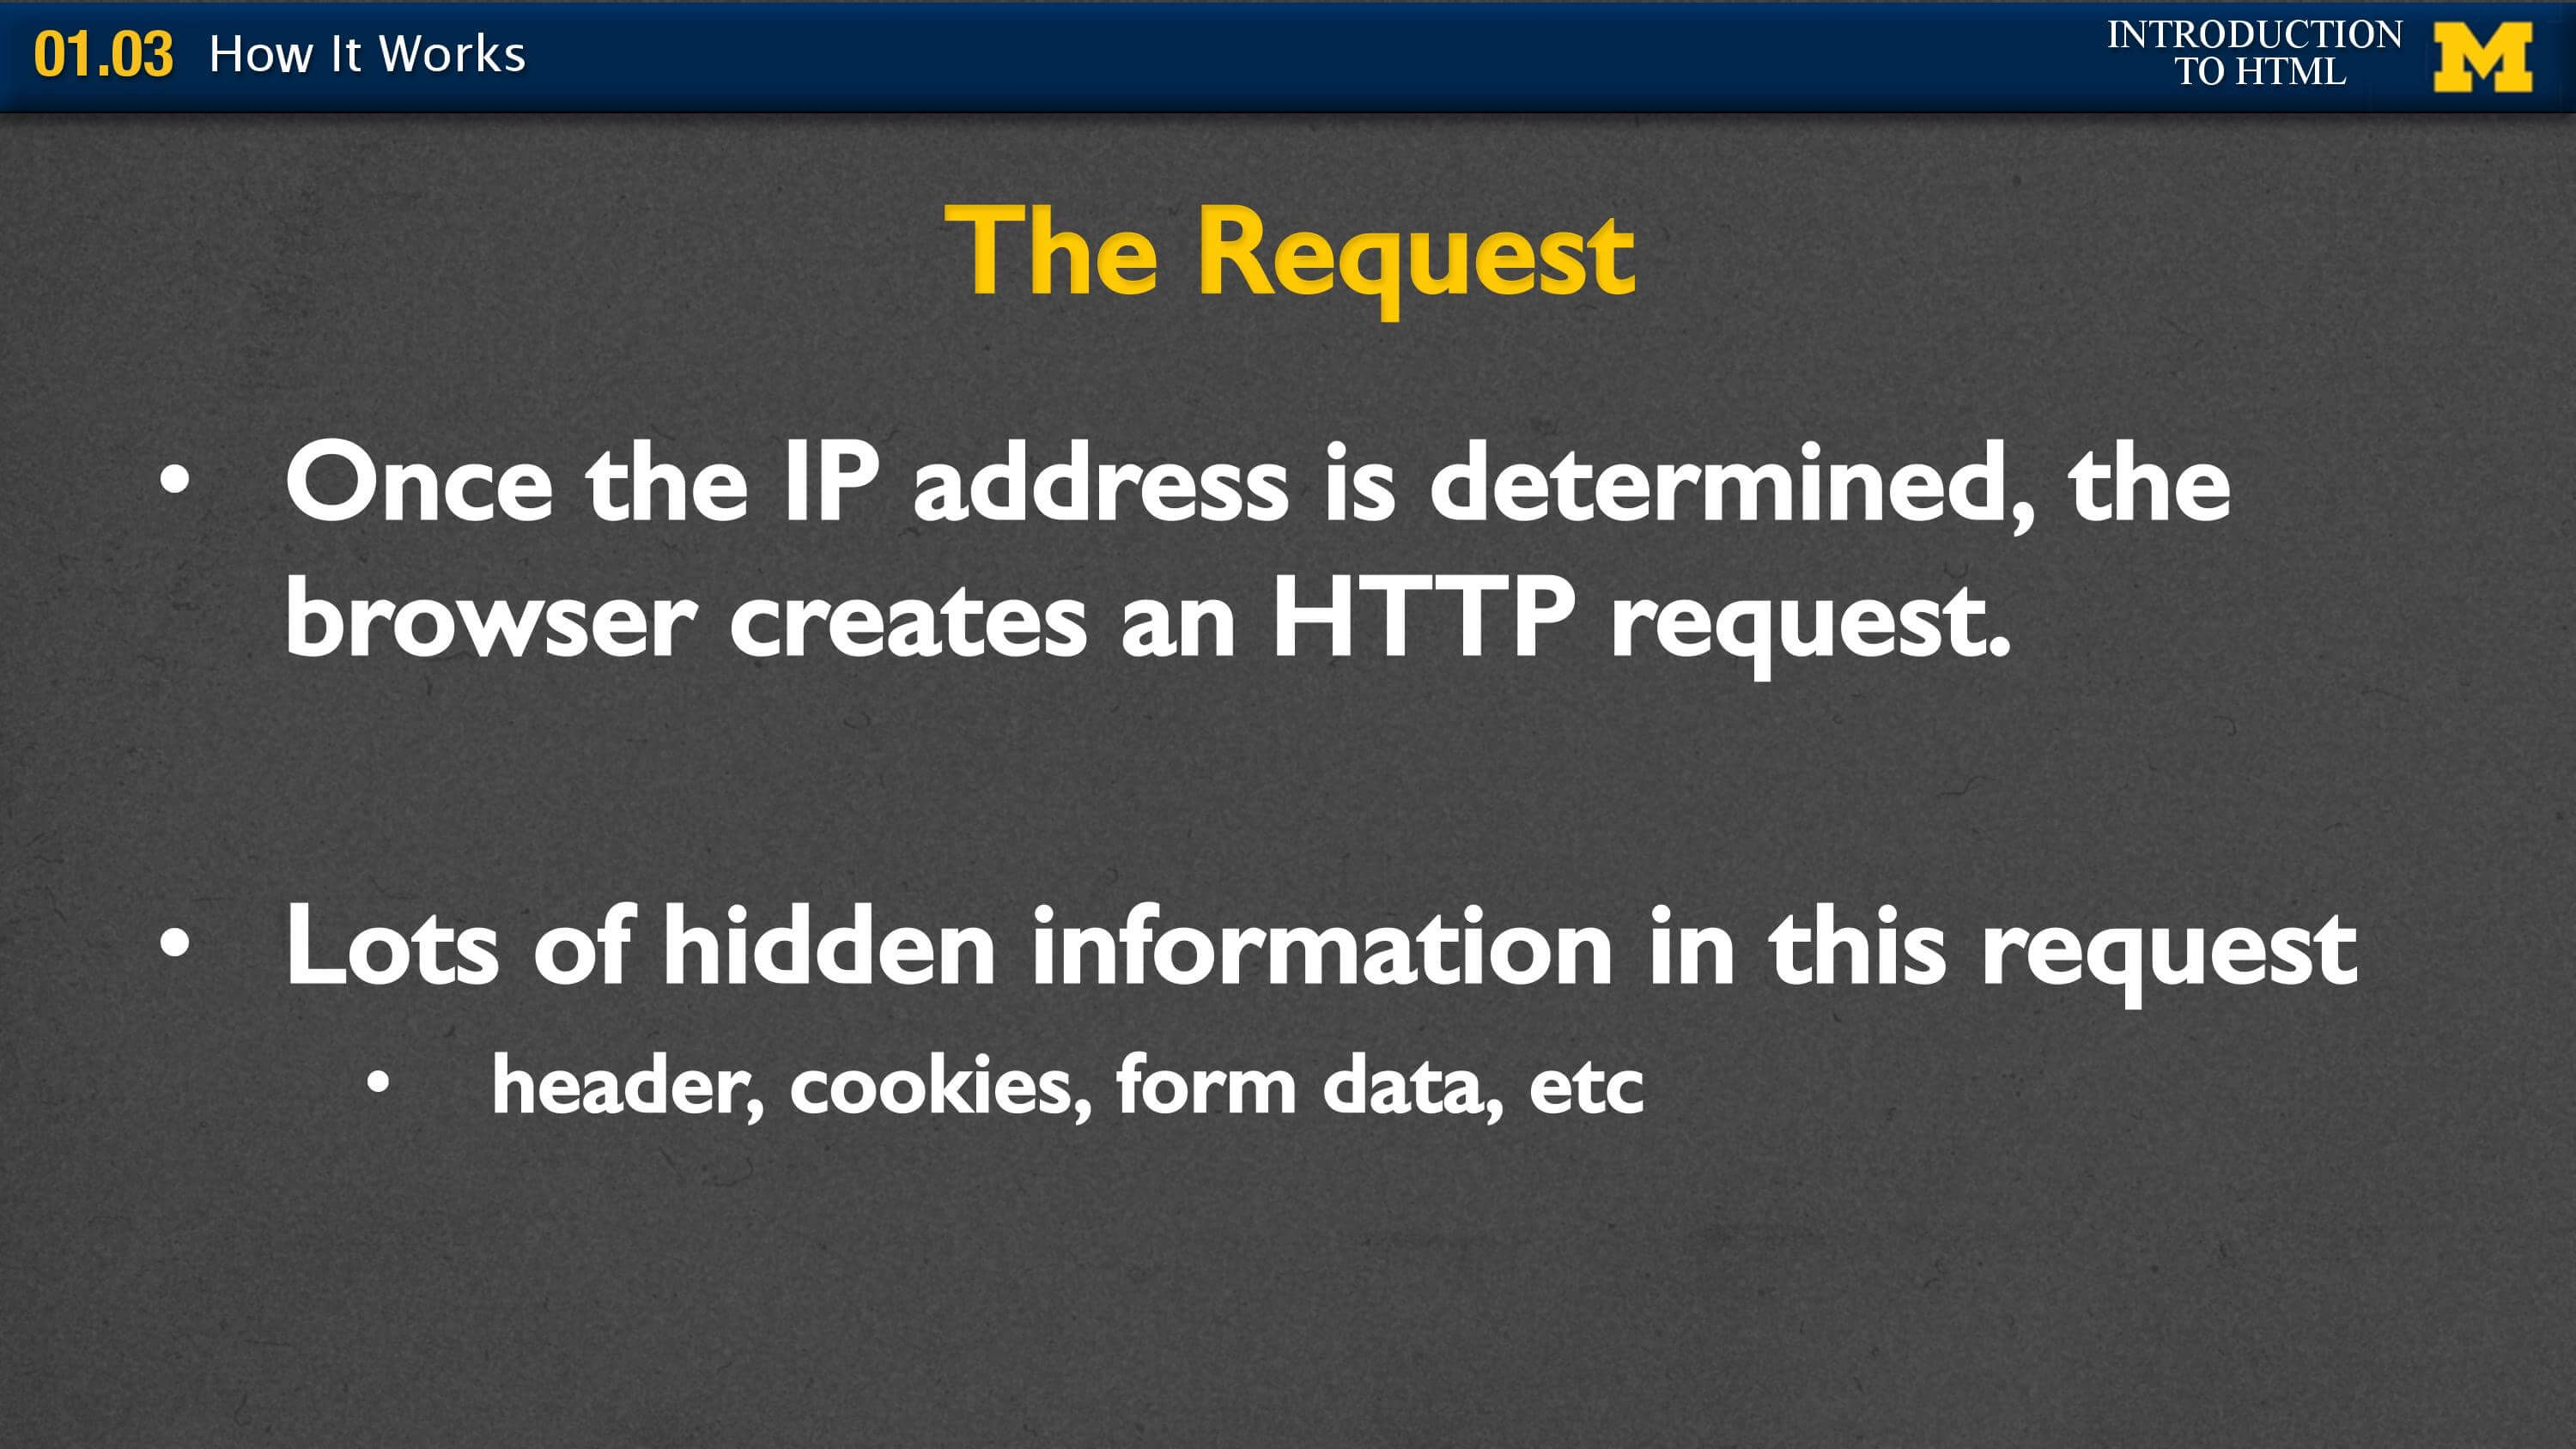 01.03 How It Works
INTRODUCTION
TO HTML
M
The Request
• Once the IP address is determined, the
browser creates an HTTP request.
• Lots of hidden information in this request
• header, cookies, form data, etc